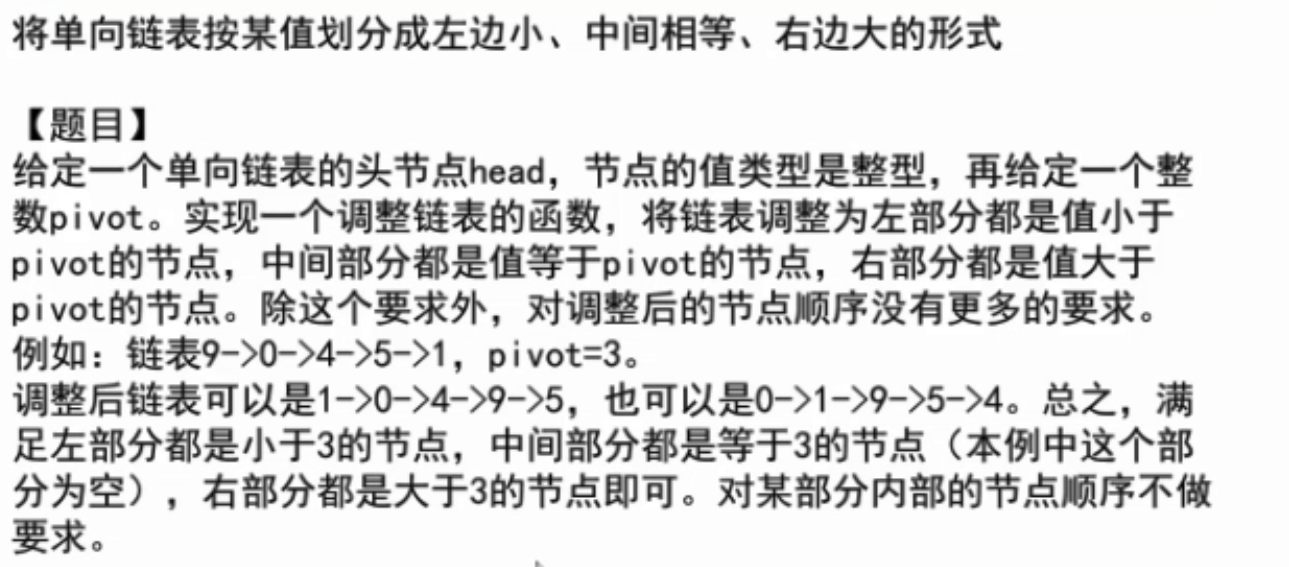 将单向链表按某值划分成左边小、中间相等、右边大的形式
【题目】
给定一个单向链表的头节点head，节点的值类型是整型，再给定一个整
数pivot。实现一个调整链表的函数，将链表调整为左部分都是值小于
pivot的节点，中间部分都是值等于pivot的节点，右部分都是值大于
pivot的节点。除这个要求外，对调整后的节点顺序没有更多的要求。
例如：链表9->0->4->5->1，pivot=3。
调整后链表可以是1->0->4->9->5，也可以是0->1->9->5->4。总之，满
足左部分都是小于3的节点，中间部分都是等于3的节点（本例中这个部
分为空），右部分都是大于3的节点即可。对某部分内部的节点顺序不做
要求。